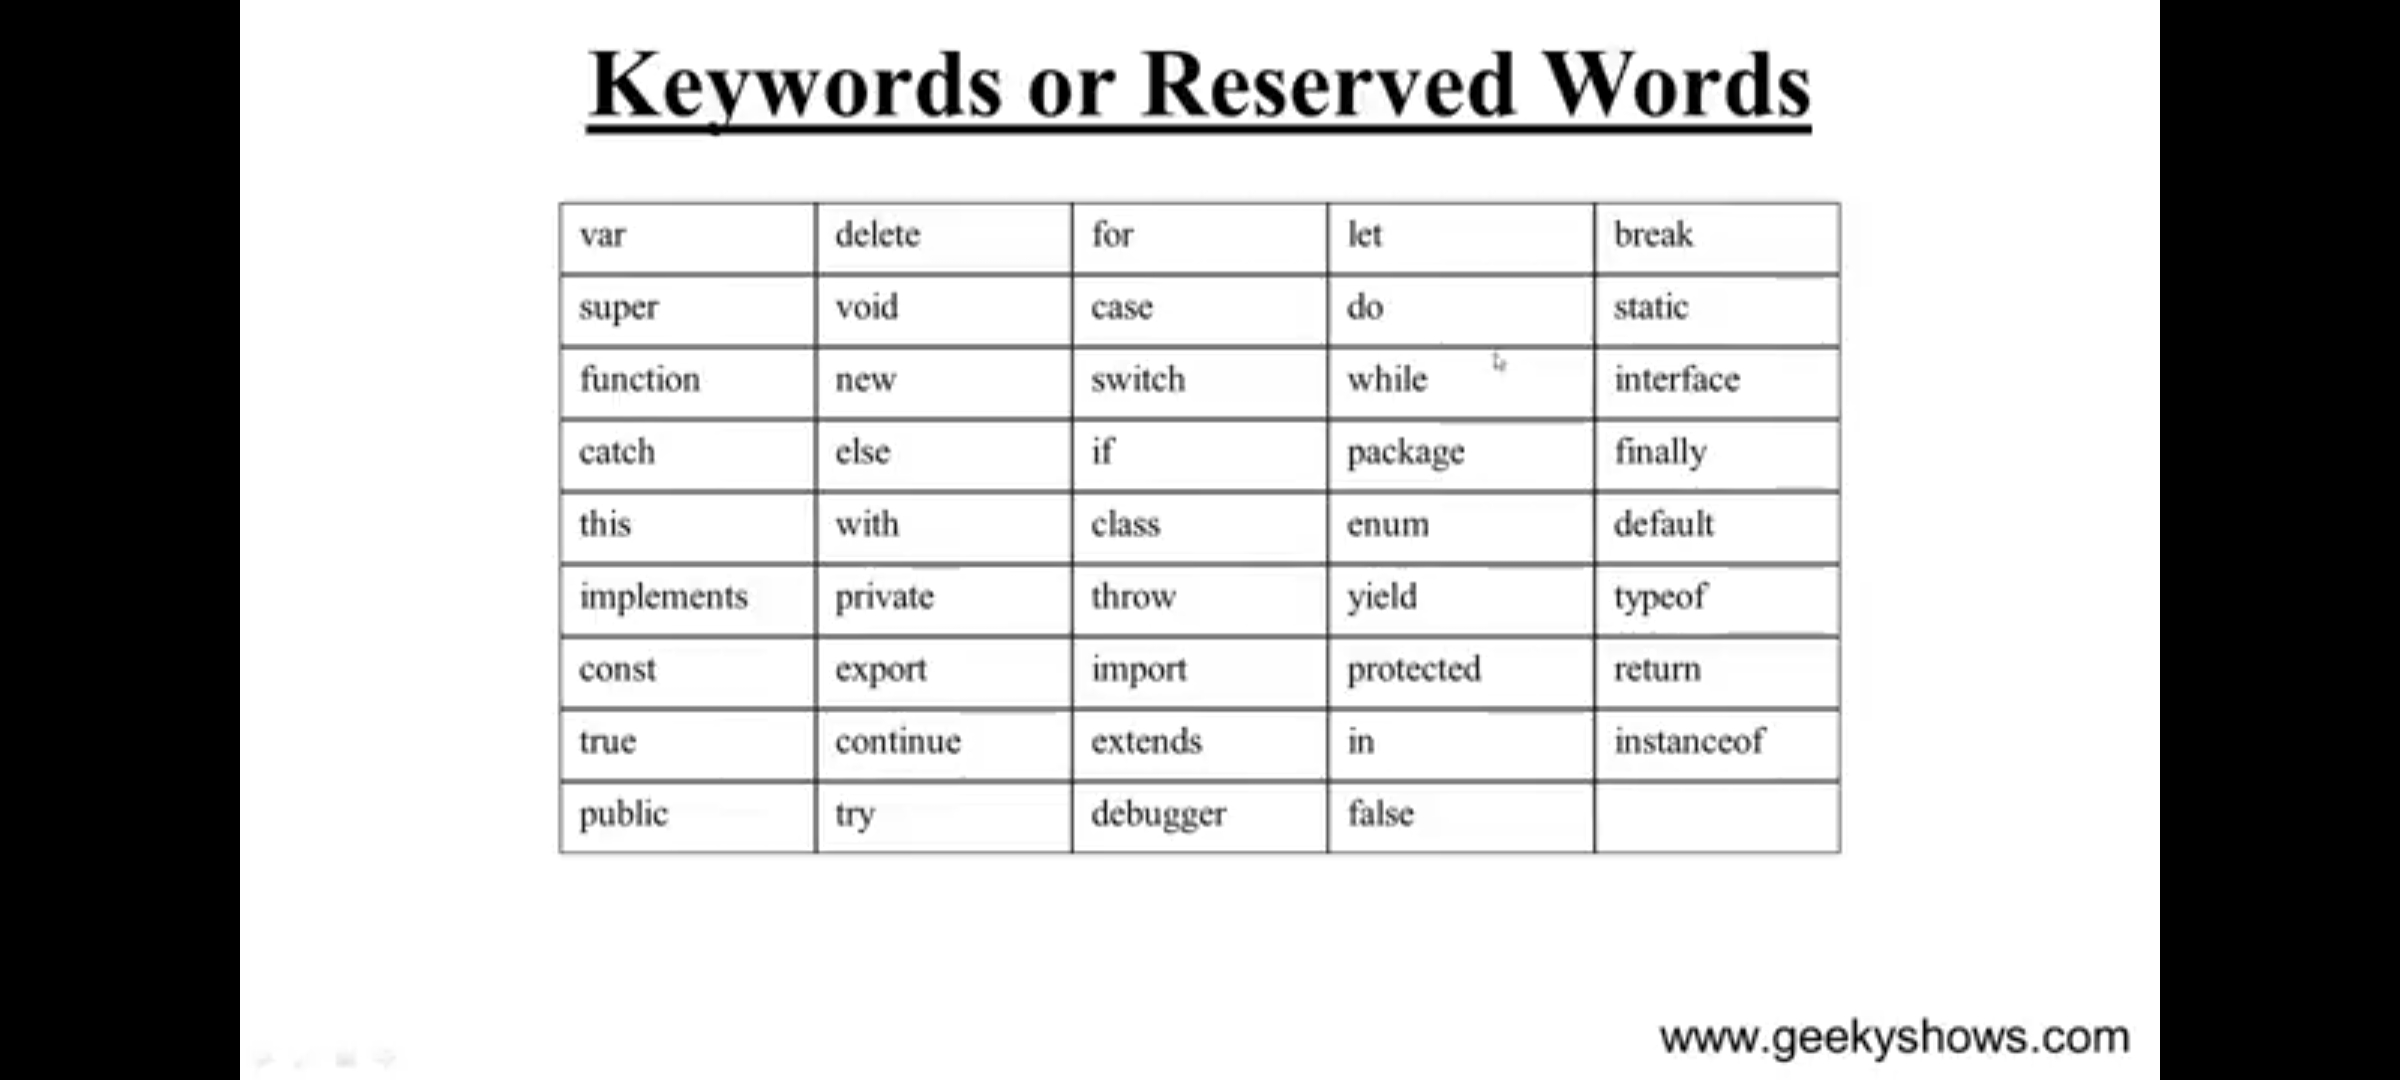 Keywords or Reserved Words
var delete for let break
super void case do static
function new switch while interface
catch else if package finally
this with class enum default
implements private throw yield typeof
const export import protected return
true continue extends in instanceof
public try debugger false
www.geekyshows.com